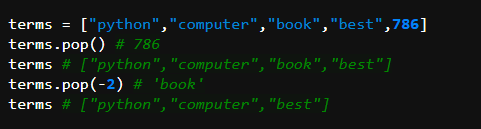 terms = ["python","computer","book","best",786]
terms.pop() # 786
terms # ["python","computer","book","best"]
terms.pop(-2) # 'book'
terms # ["python","computer","best"]